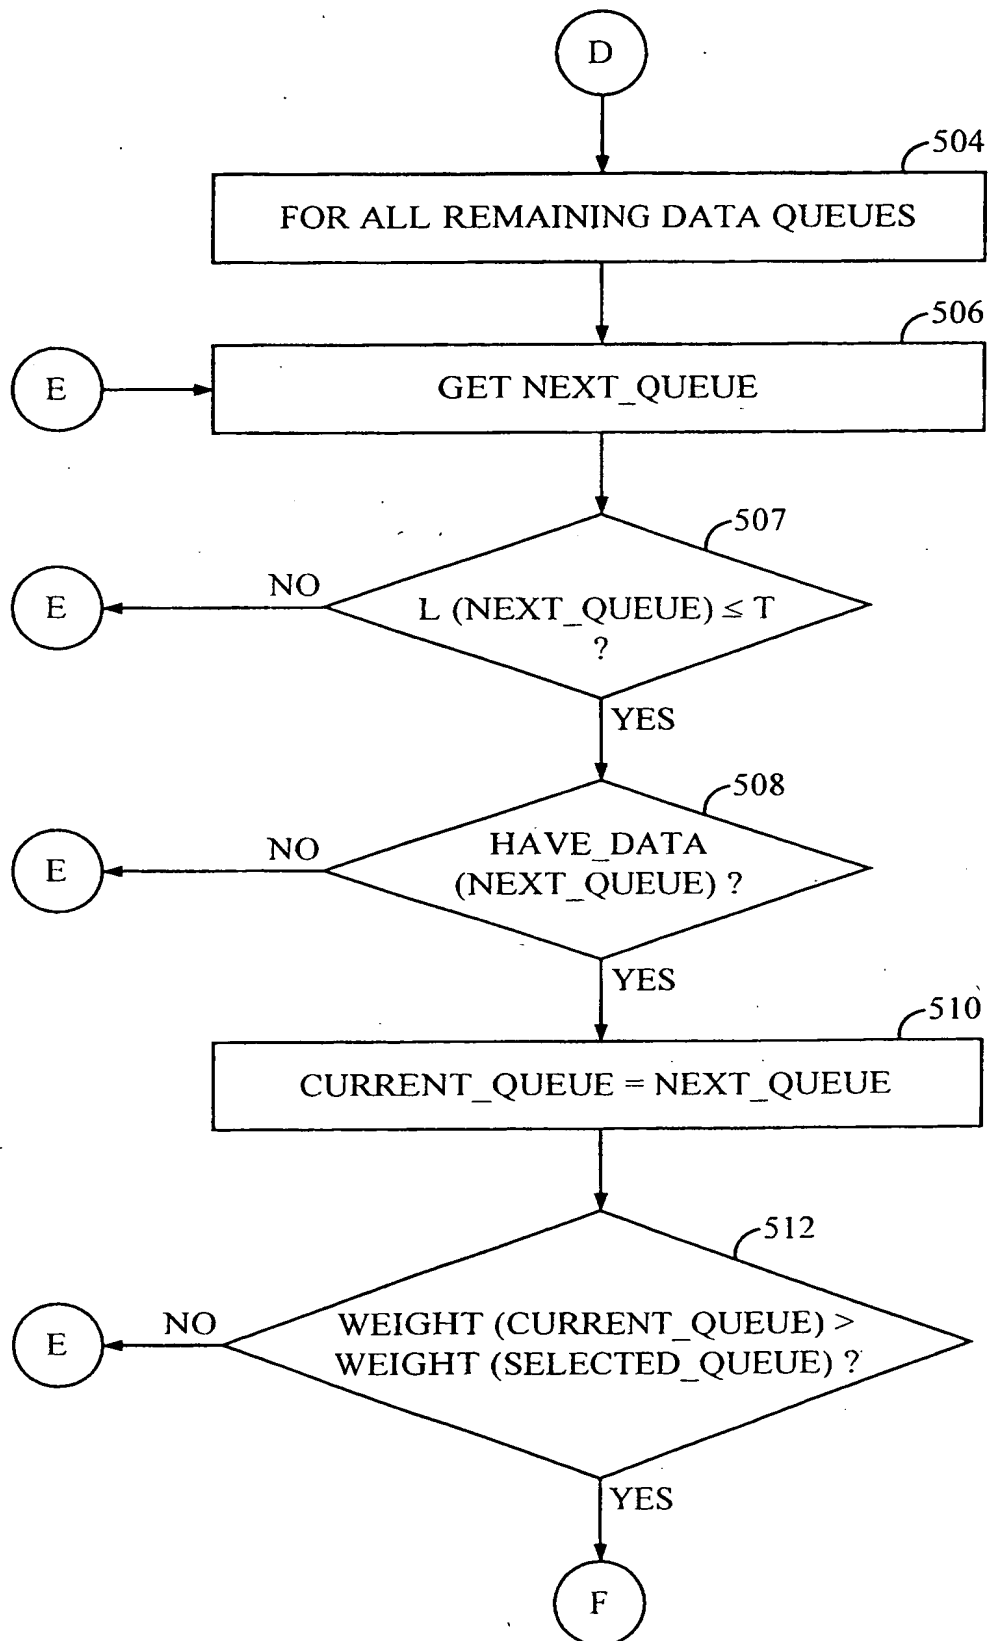 D
504
FOR ALL REMAINING DATA QUEUES
506
E
GET NEXT_QUEUE
507
E
NO
L (NEXT_QUEUE) ≤ T
?
YES
508
E
NO
HAVE_DATA
(NEXT_QUEUE) ?
YES
510
CURRENT_QUEUE = NEXT_QUEUE
512
E
NO
WEIGHT (CURRENT_QUEUE) >
WEIGHT (SELECTED_QUEUE) ?
YES
F